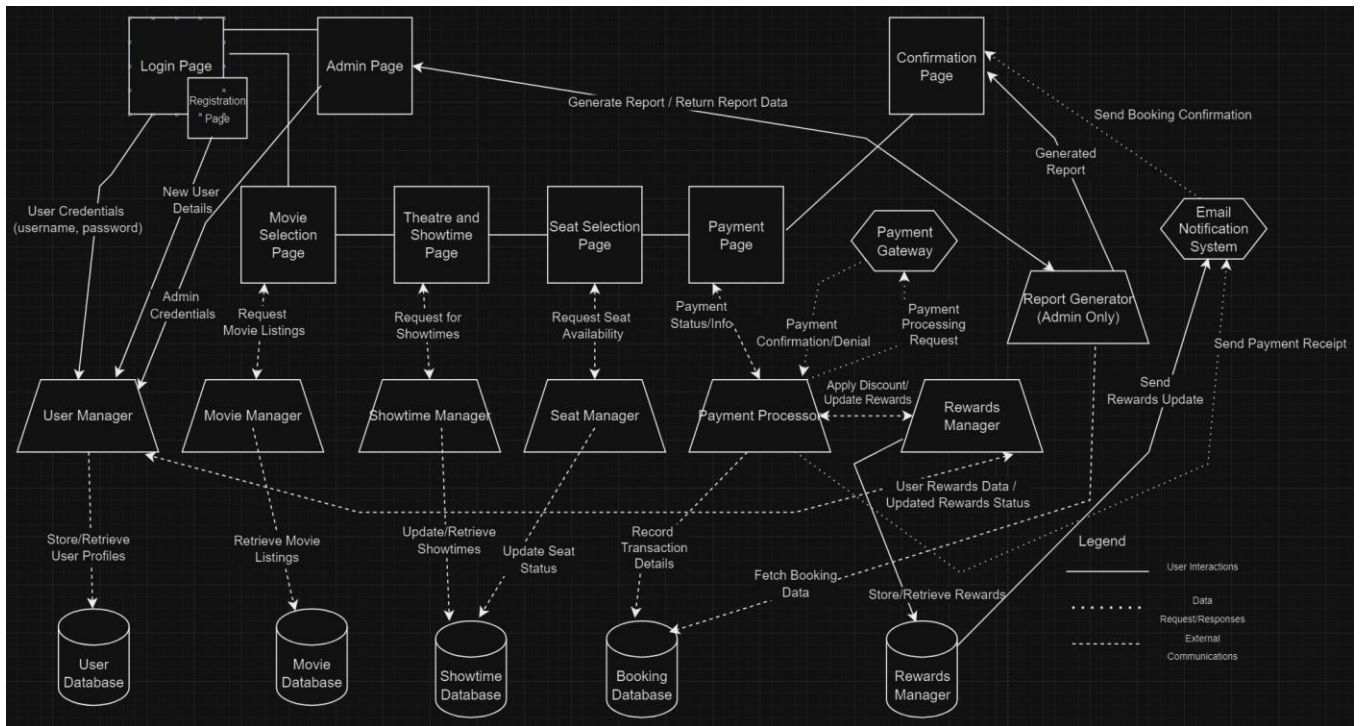 Login Page
Admin Page
Confirmation
Page
Registration
Page
Generate Report / Return Report Data
Send Booking Confirmation
Generated
Report
User Credentials
(username, password)
New User
Details
Movie
Selection
Page
Theatre and
Showtime
Page
Seat Selection
Page
Payment
Page
Payment
Gateway
Email
Notification
System
Admin
Credentials
Request
Movie Listings
Request for
Showtimes
Request Seat
Availability
Payment
Status/Info
Payment
Confirmation/Denial
Payment
Processing
Request
Report Generator
(Admin Only)
Send Payment Receipt
Send
Rewards Update
User Manager
Movie Manager
Showtime Manager
Seat Manager
Payment Processor
Apply Discount/
Update Rewards
Rewards
Manager
User Rewards Data /
Updated Rewards Status
Store/Retrieve
User Profiles
Retrieve Movie
Listings
Update/Retrieve
Showtimes
Update Seat
Status
Record
Transaction
Details
Fetch Booking
Data
Store/Retrieve Rewards
Legend
User Interactions
Data
Request/Responses
External
Communications
User
Database
Movie
Database
Showtime
Database
Booking
Database
Rewards
Manager